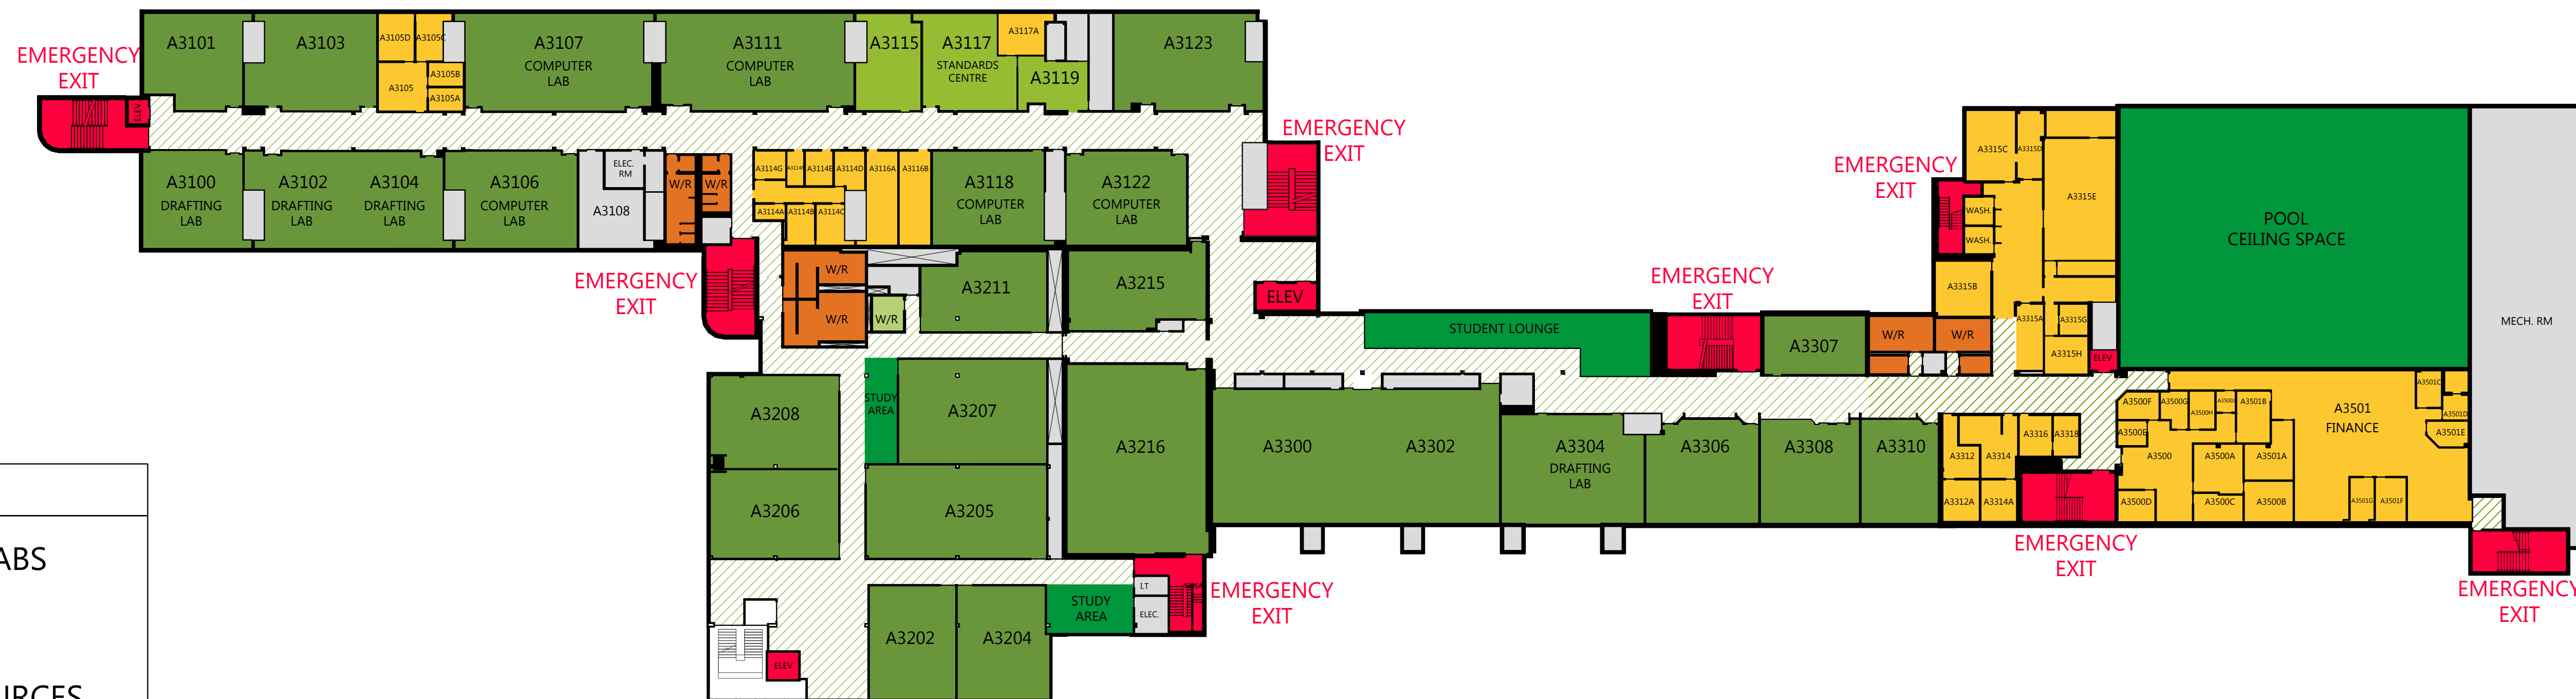 A3101
A3103
A3105D
A3105C
A3105
A3105B
A3105A
A3107
COMPUTER
LAB
A3111
COMPUTER
LAB
A3115
A3117
STANDARDS
CENTRE
A3117A
A3119
A3123
EMERGENCY
EXIT
ELEV
A3100
DRAFTING
LAB
A3102
DRAFTING
LAB
A3104
DRAFTING
LAB
A3106
COMPUTER
LAB
ELEC.
RM
A3108
W/R
W/R
A3114G
A3114E
A3114D
A3116A
A3116B
A3114A
A3114B
A3114C
A3118
COMPUTER
LAB
A3122
COMPUTER
LAB
EMERGENCY
EXIT
EMERGENCY
EXIT
W/R
W/R
W/R
A3211
A3215
ELEV
A3208
STUDY
AREA
A3207
A3216
A3206
A3205
A3202
A3204
STUDY
AREA
I.T
ELEC.
EMERGENCY
EXIT
ELEV
STUDENT LOUNGE
EMERGENCY
EXIT
A3307
W/R
W/R
A3300
A3302
A3304
DRAFTING
LAB
A3306
A3308
A3310
EMERGENCY
EXIT
A3315C
A3315D
A3315E
WASH.
WASH.
A3315B
A3315A
A3315G
A3315H
ELEV
POOL
CEILING SPACE
MECH. RM
A3312
A3314
A3316
A3318
A3312A
A3314A
EMERGENCY
EXIT
A3500F
A3500G
A3500H
A3501B
A3500E
A3500
A3500A
A3501A
A3500D
A3500C
A3500B
A3501
FINANCE
A3501C
A3501D
A3501E
A3501G
A3501F
EMERGENCY
EXIT
ABS
URCES